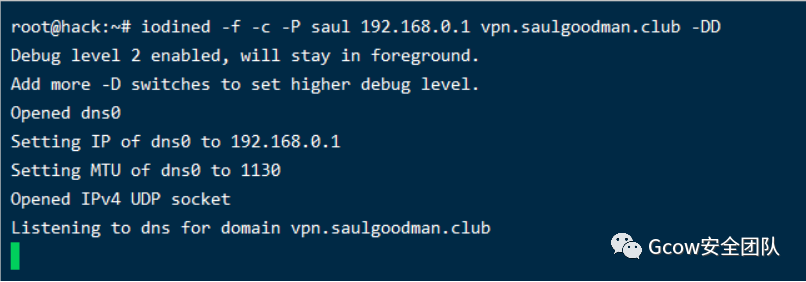 root@hack:~# iodined -f -c -P saul 192.168.0.1 vpn.saulgoodman.club -DD
Debug level 2 enabled, will stay in foreground.
Add more -D switches to set higher debug level.
Opened dns0
Setting IP of dns0 to 192.168.0.1
Setting MTU of dns0 to 1130
Opened IPv4 UDP socket
Listening to dns for domain vpn.saulgoodman.club
Gcow安全团队